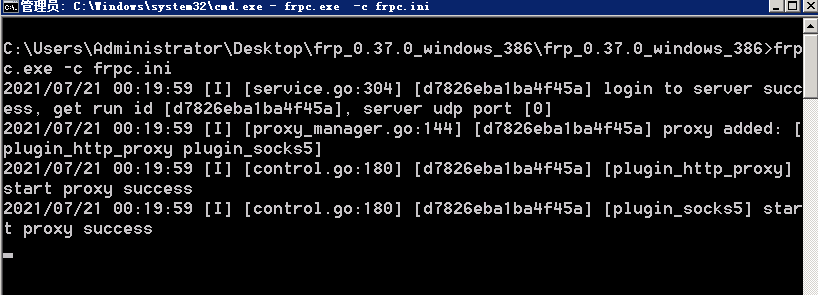 管理员: C:\Windows\system32\cmd.exe - frpc.exe  -c frpc.ini
C:\Users\Administrator\Desktop\frp_0.37.0_windows_386\frp_0.37.0_windows_386>frp
c.exe -c frpc.ini
2021/07/21 00:19:59 [I] [service.go:304] [d7826eba1ba4f45a] login to server succ
ess, get run id [d7826eba1ba4f45a], server udp port [0]
2021/07/21 00:19:59 [I] [proxy_manager.go:144] [d7826eba1ba4f45a] proxy added: [
plugin_http_proxy plugin_socks5]
2021/07/21 00:19:59 [I] [control.go:180] [d7826eba1ba4f45a] [plugin_http_proxy]
start proxy success
2021/07/21 00:19:59 [I] [control.go:180] [d7826eba1ba4f45a] [plugin_socks5] star
t proxy success